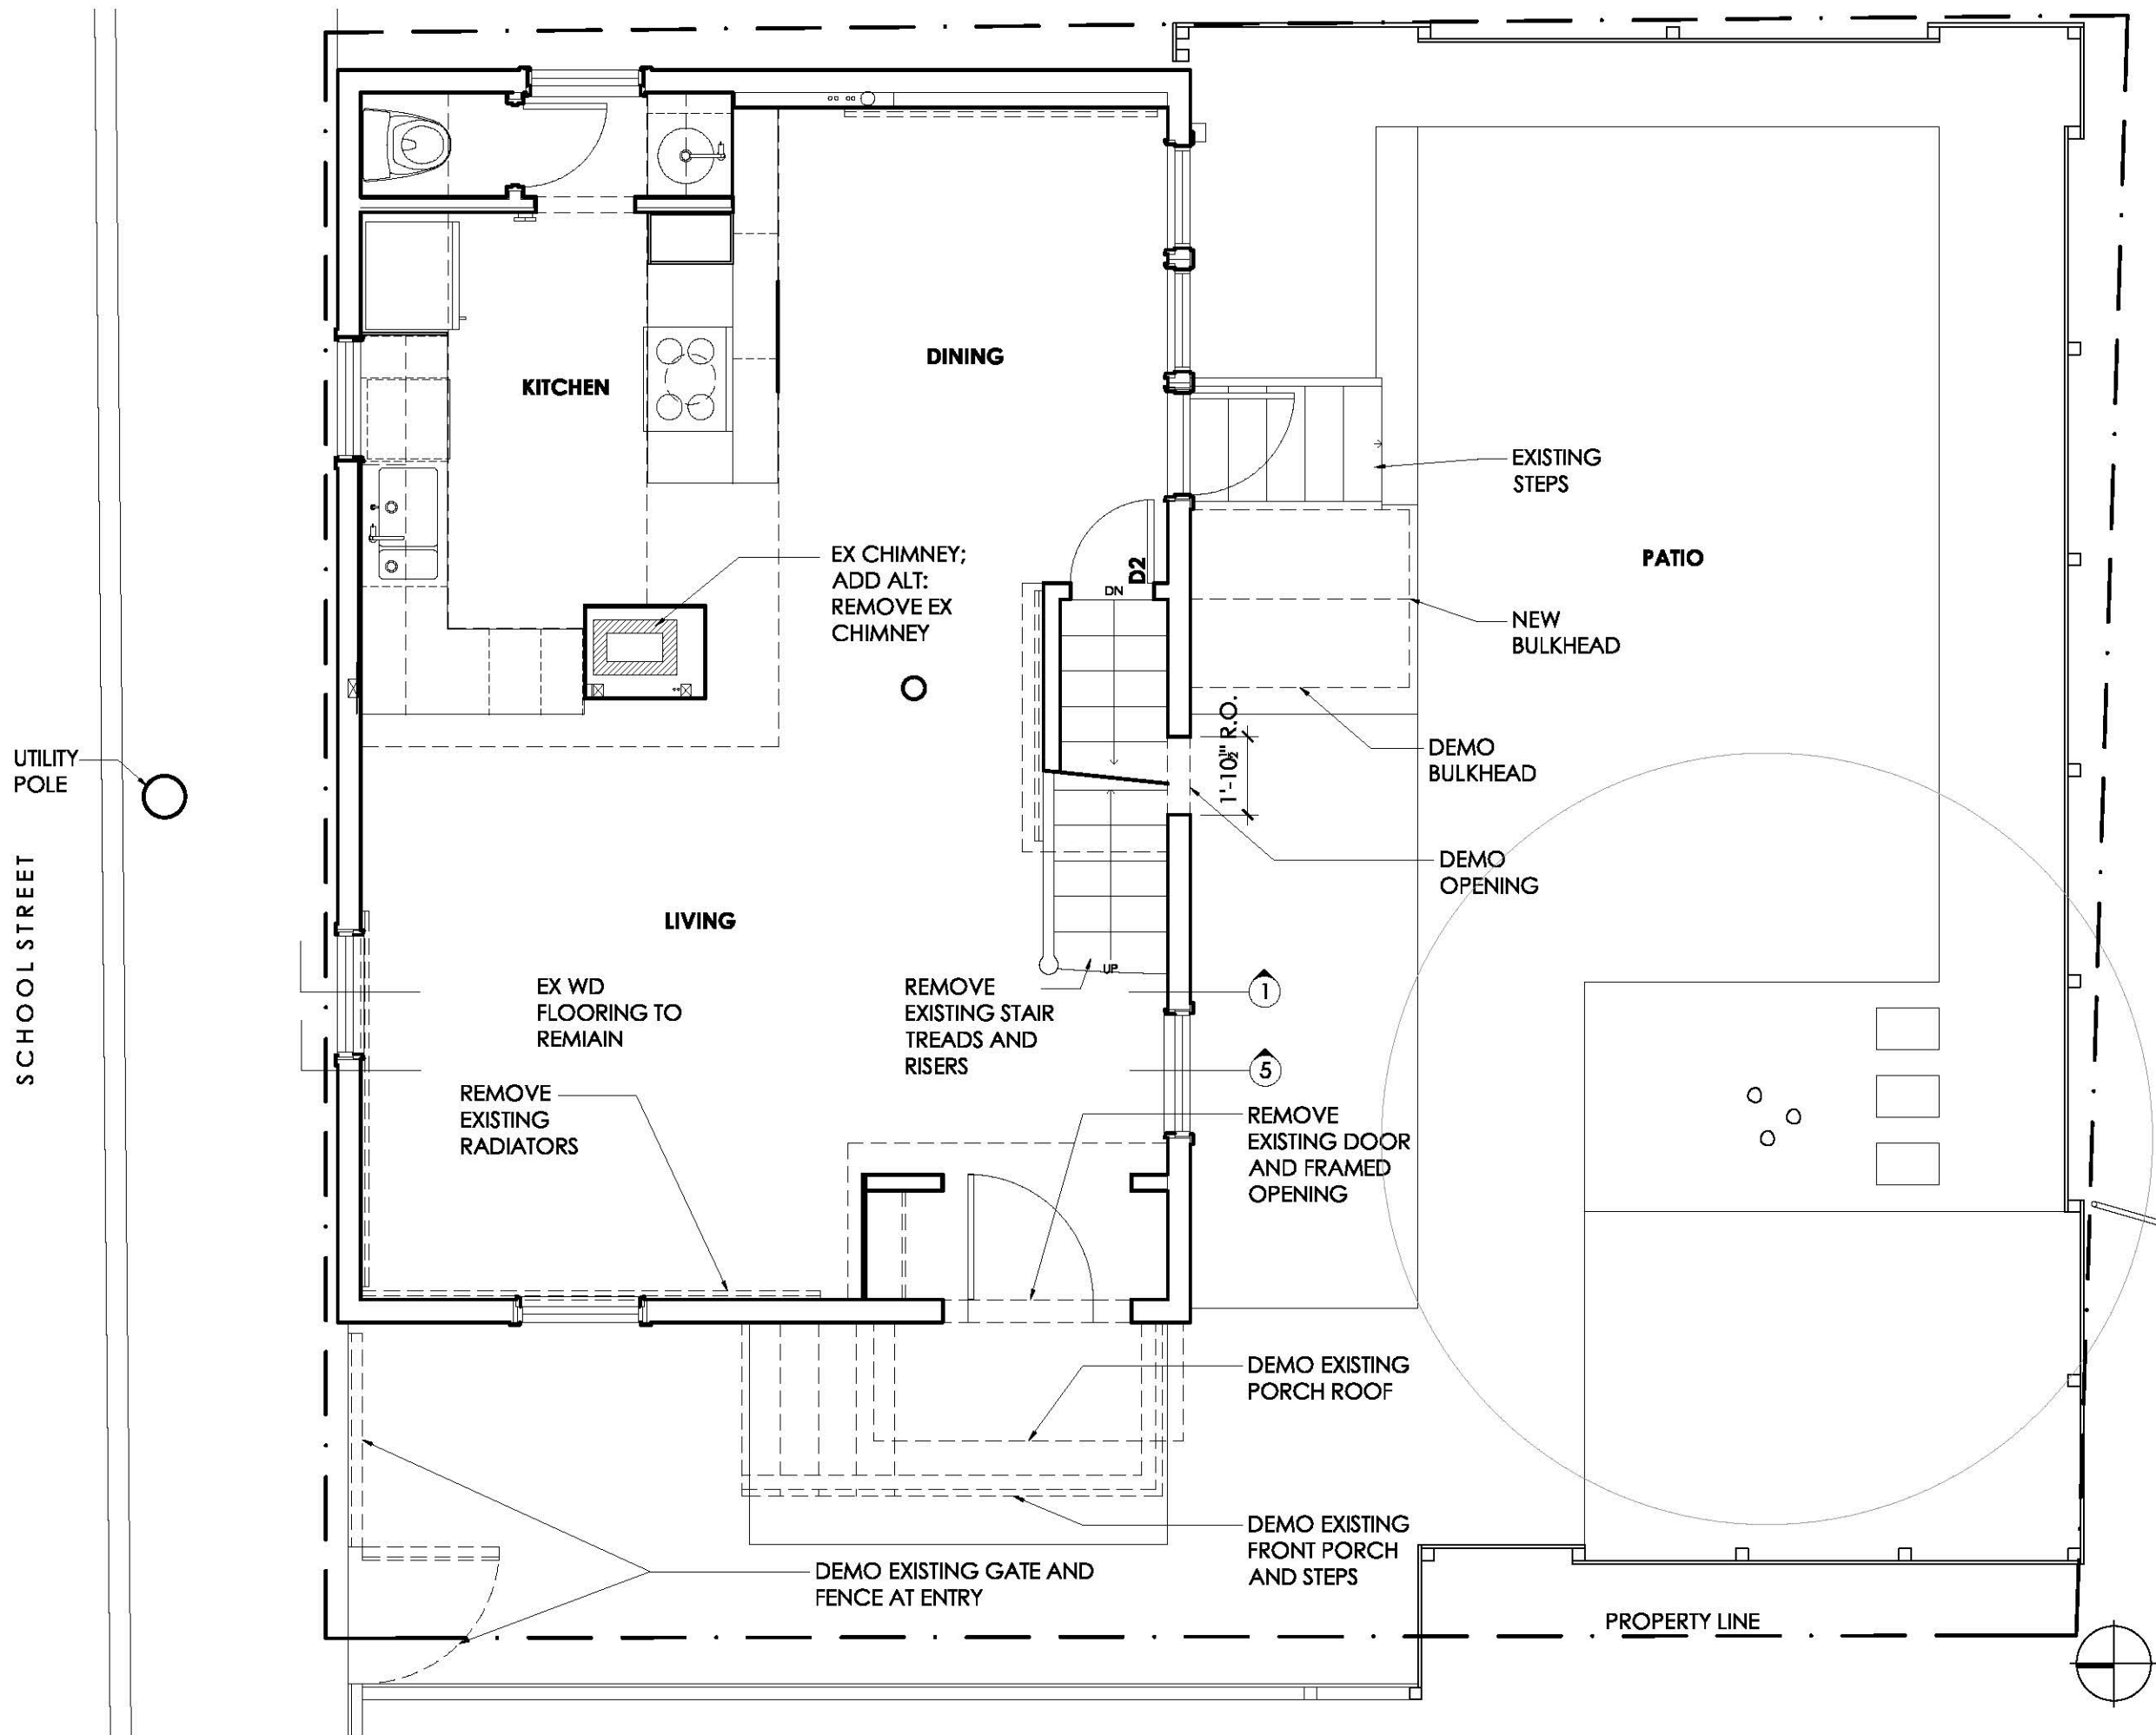 DINING
KITCHEN
EXISTING
STEPS
EX CHIMNEY;
ADD ALT:
REMOVE EX
CHIMNEY
D2
DN
PATIO
NEW
BULKHEAD
1'-10½" R.O.
DEMO
BULKHEAD
UTILITY
POLE
SCHOOL STREET
DEMO
OPENING
LIVING
UP
EX WD
FLOORING TO
REMIAIN
REMOVE
EXISTING STAIR
TREADS AND
RISERS
1
5
REMOVE
EXISTING
RADIATORS
REMOVE
EXISTING DOOR
AND FRAMED
OPENING
DEMO EXISTING
PORCH ROOF
DEMO EXISTING
FRONT PORCH
AND STEPS
DEMO EXISTING GATE AND
FENCE AT ENTRY
PROPERTY LINE